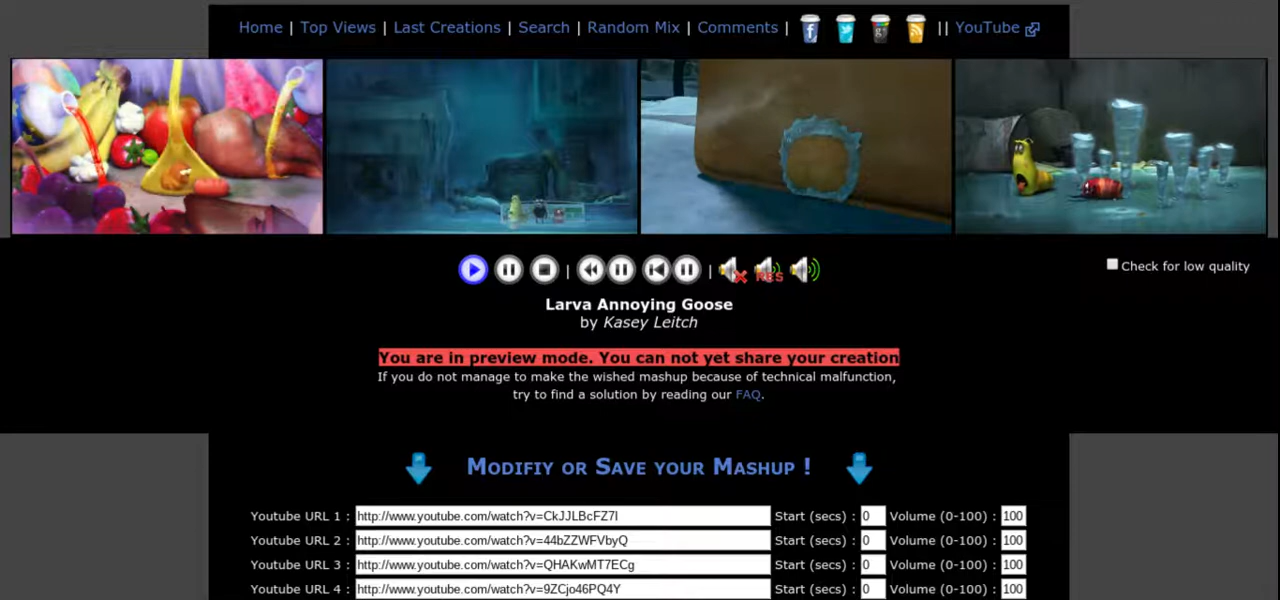 Home | Top Views | Last Creations | Search | Random Mix | Comments | f g+ || YouTube
| | RBS Check for low quality
Larva Annoying Goose
by Kasey Leitch
You are in preview mode. You can not yet share your creation
If you do not manage to make the wished mashup because of technical malfunction,
try to find a solution by reading our FAQ.
Modifiy or Save your Mashup !
Youtube URL 1 : http://www.youtube.com/watch?v=CkJJLBcFZ7I Start (secs) : 0 Volume (0-100) : 100
Youtube URL 2 : http://www.youtube.com/watch?v=44bZZWFVbyQ Start (secs) : 0 Volume (0-100) : 100
Youtube URL 3 : http://www.youtube.com/watch?v=QHAKwMT7ECg Start (secs) : 0 Volume (0-100) : 100
Youtube URL 4 : http://www.youtube.com/watch?v=9ZCjo46PQ4Y Start (secs) : 0 Volume (0-100) : 100